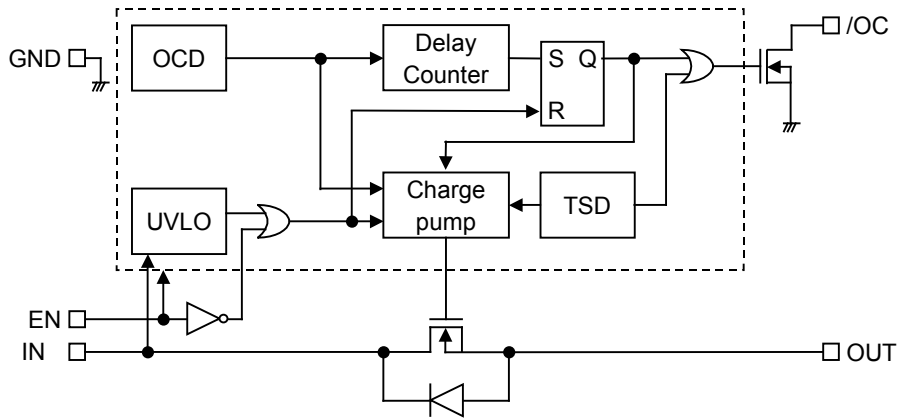 /OC
GND
OCD
Delay
Counter
S Q
R
UVLO
Charge
pump
TSD
EN
IN
OUT